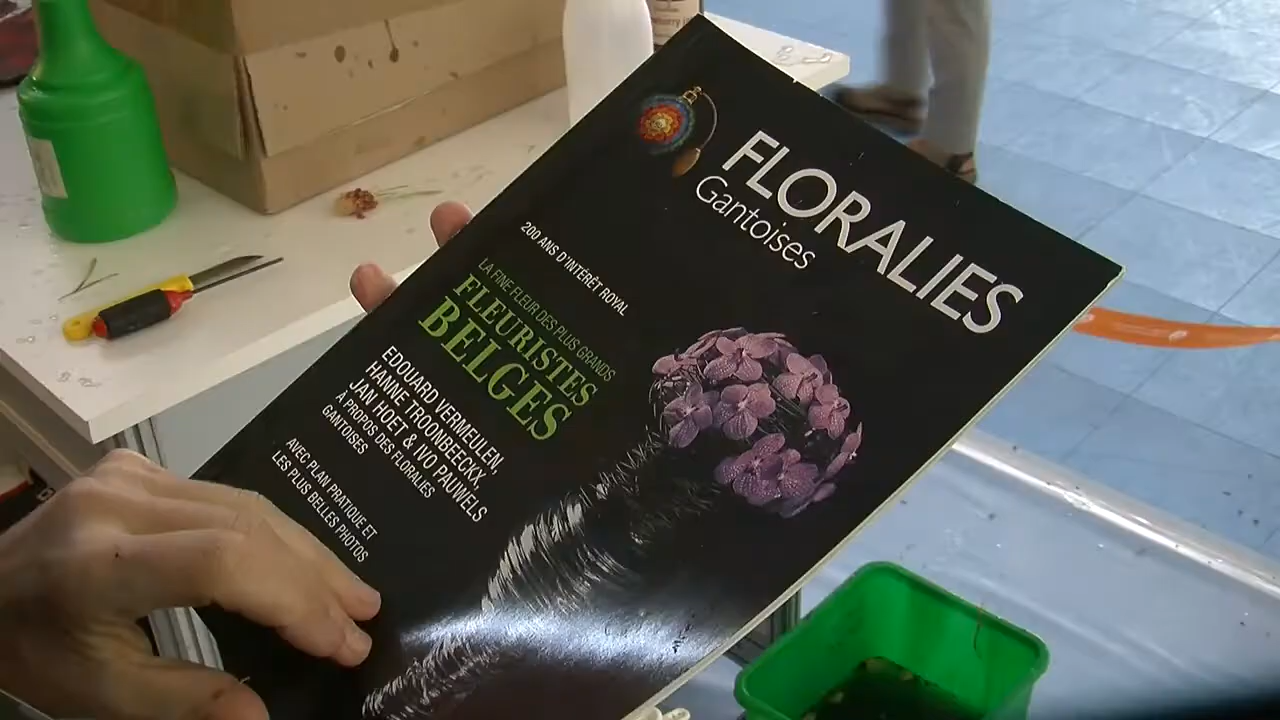 FLORALIES
Gantoises
200 ANS D'INTÉRÊT ROYAL
LA FINE FLEUR DES PLUS GRANDS
FLEURISTES
BELGES
EDOUARD VERMEULEN,
HANNE TROONBEECKX,
JAN HOET & IVO PAUWELS
À PROPOS DES FLORALIES
GANTOISES
AVEC PLAN PRATIQUE ET
LES PLUS BELLES PHOTOS